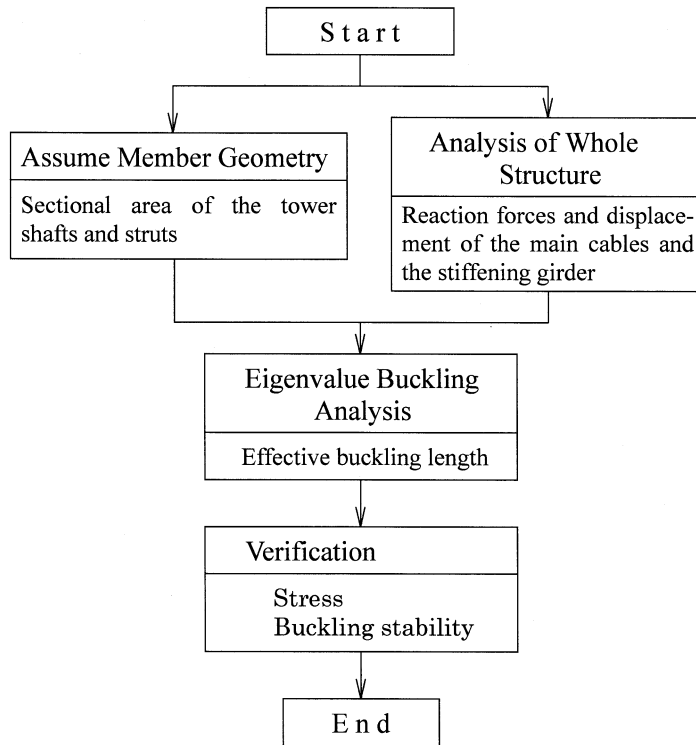 Start
Assume Member Geometry
Sectional area of the tower
shafts and struts
Analysis of Whole
Structure
Reaction forces and displace-
ment of the main cables and
the stiffening girder
Eigenvalue Buckling
Analysis
Effective buckling length
Verification
Stress
Buckling stability
End